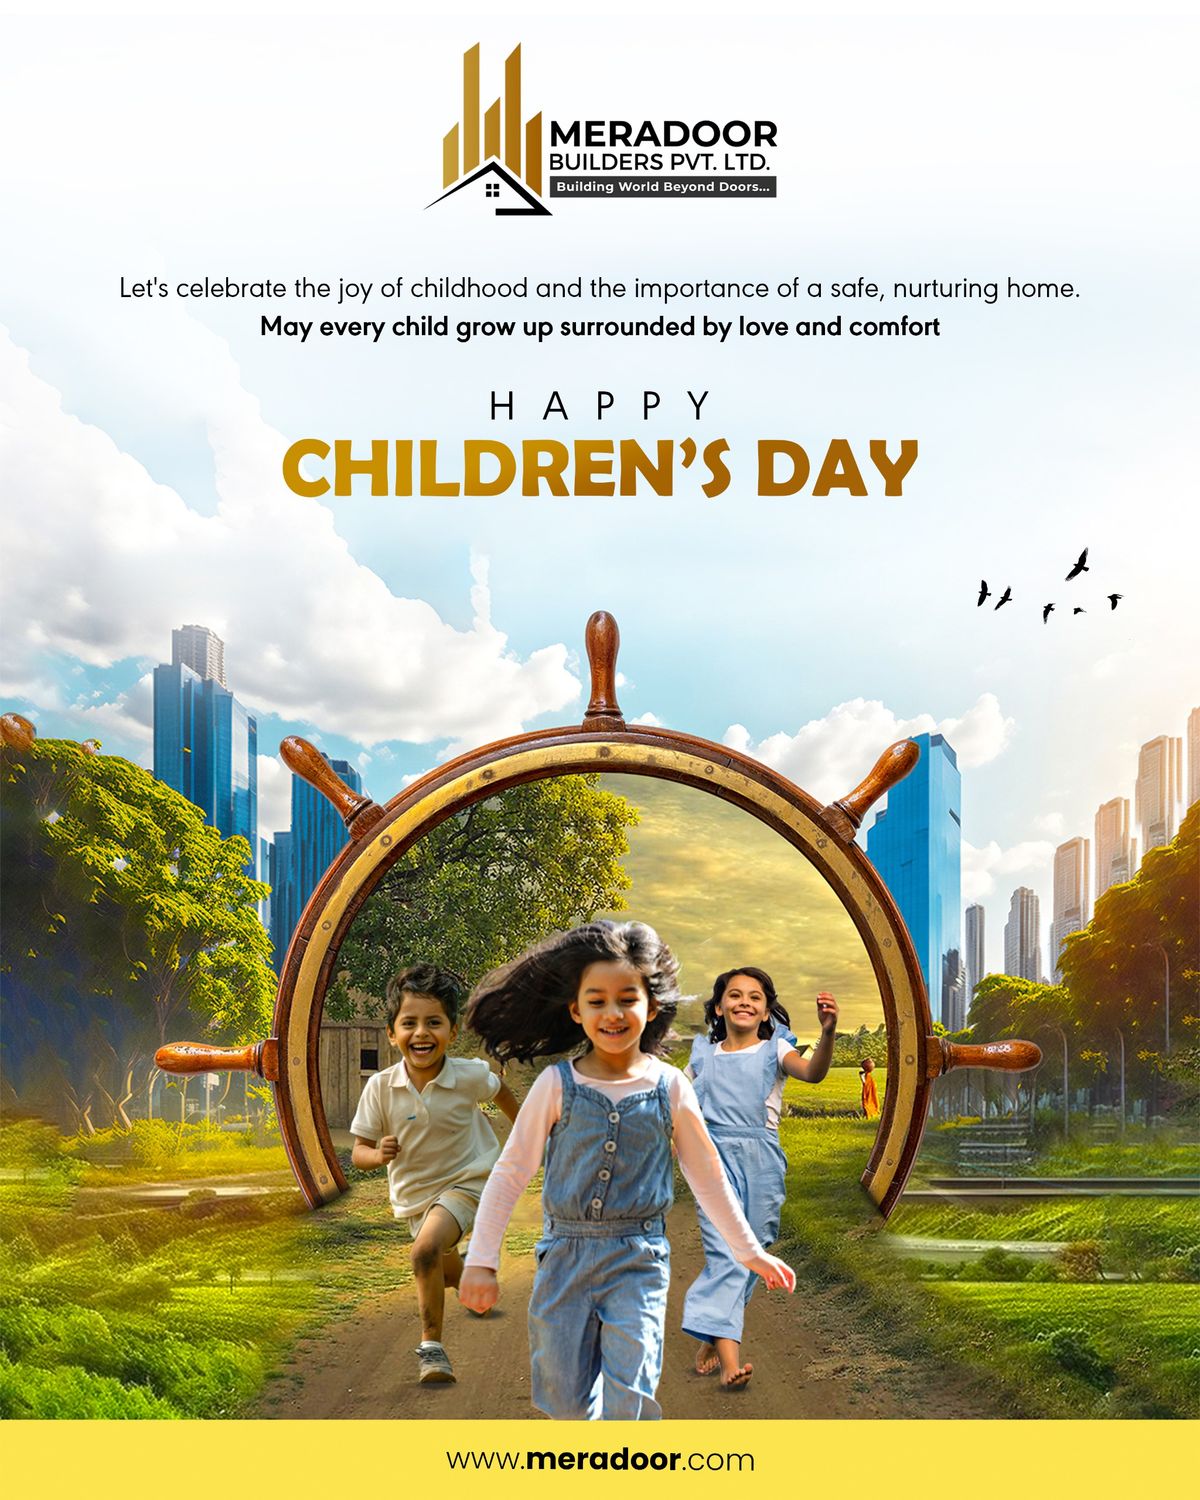 MERADOOR
BUILDERS PVT. LTD.
Building World Beyond Doors...
Let's celebrate the joy of childhood and the importance of a safe, nurturing home.
May every child grow up surrounded by love and comfort
HAPPY
CHILDREN'S DAY
www.meradoor.com